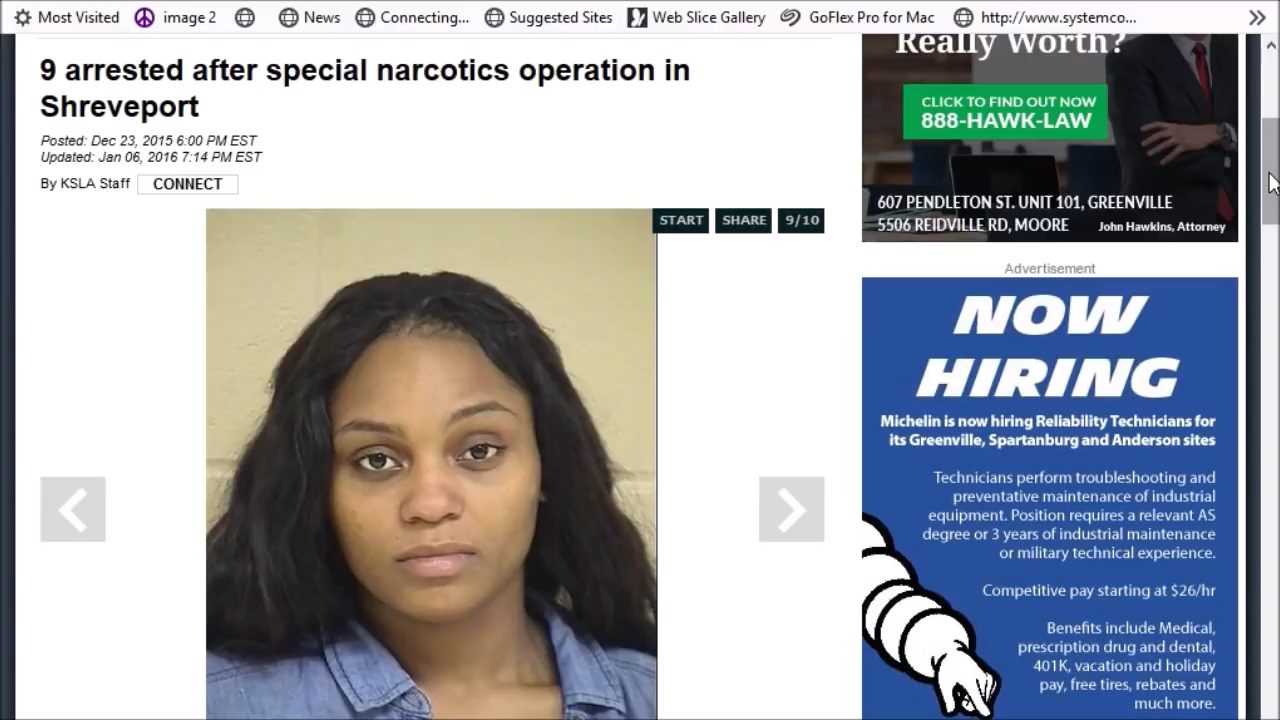 Most Visited image 2 News Connecting... Suggested Sites Web Slice Gallery GoFlex Pro for Mac http://www.systemco...
9 arrested after special narcotics operation in
Shreveport
Posted: Dec 23, 2015 6:00 PM EST
Updated: Jan 06, 2016 7:14 PM EST
By KSLA Staff CONNECT
START SHARE 9/10
Really Worth?
CLICK TO FIND OUT NOW
888-HAWK-LAW
607 PENDLETON ST. UNIT 101, GREENVILLE
5506 REIDVILLE RD, MOORE John Hawkins, Attorney
Advertisement
NOW
HIRING
Michelin is now hiring Reliability Technicians for
its Greenville, Spartanburg and Anderson sites
Technicians perform troubleshooting and
preventative maintenance of industrial
equipment. Position requires a relevant AS
degree or 3 years of industrial maintenance
or military technical experience.
Competitive pay starting at $26/hr
Benefits include Medical,
prescription drug and dental,
401K, vacation and holiday
pay, free tires, rebates and
much more.